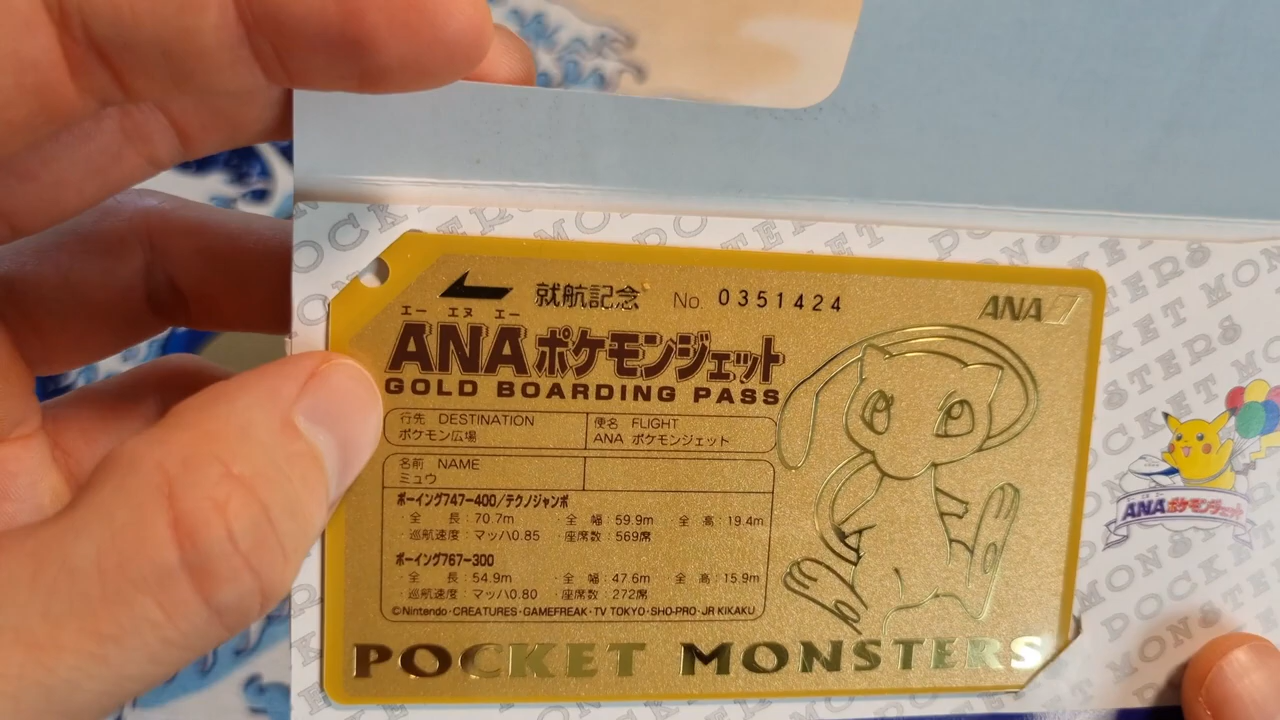 就航記念 No. 0351424 ANA
エー エヌ エー
ANAポケモンジェット
GOLD BOARDING PASS
行先 DESTINATION
ポケモン広場
便名 FLIGHT
ANA ポケモンジェット
名前 NAME
ミュウ
ボーイング747-400/テクノジャンボ
・全 長:70.7m ・全 幅:59.9m 全 高:19.4m
・巡航速度:マッハ0.85 ・座席数:569席
ボーイング767-300
・全 長:54.9m ・全 幅:47.6m 全 高:15.9m
・巡航速度:マッハ0.80 ・座席数:272席
©Nintendo・CREATURES・GAMEFREAK・TV TOKYO・SHO-PRO・JR KIKAKU
POCKET MONSTERS
ANAポケモンジェット
POCKET MONSTERS